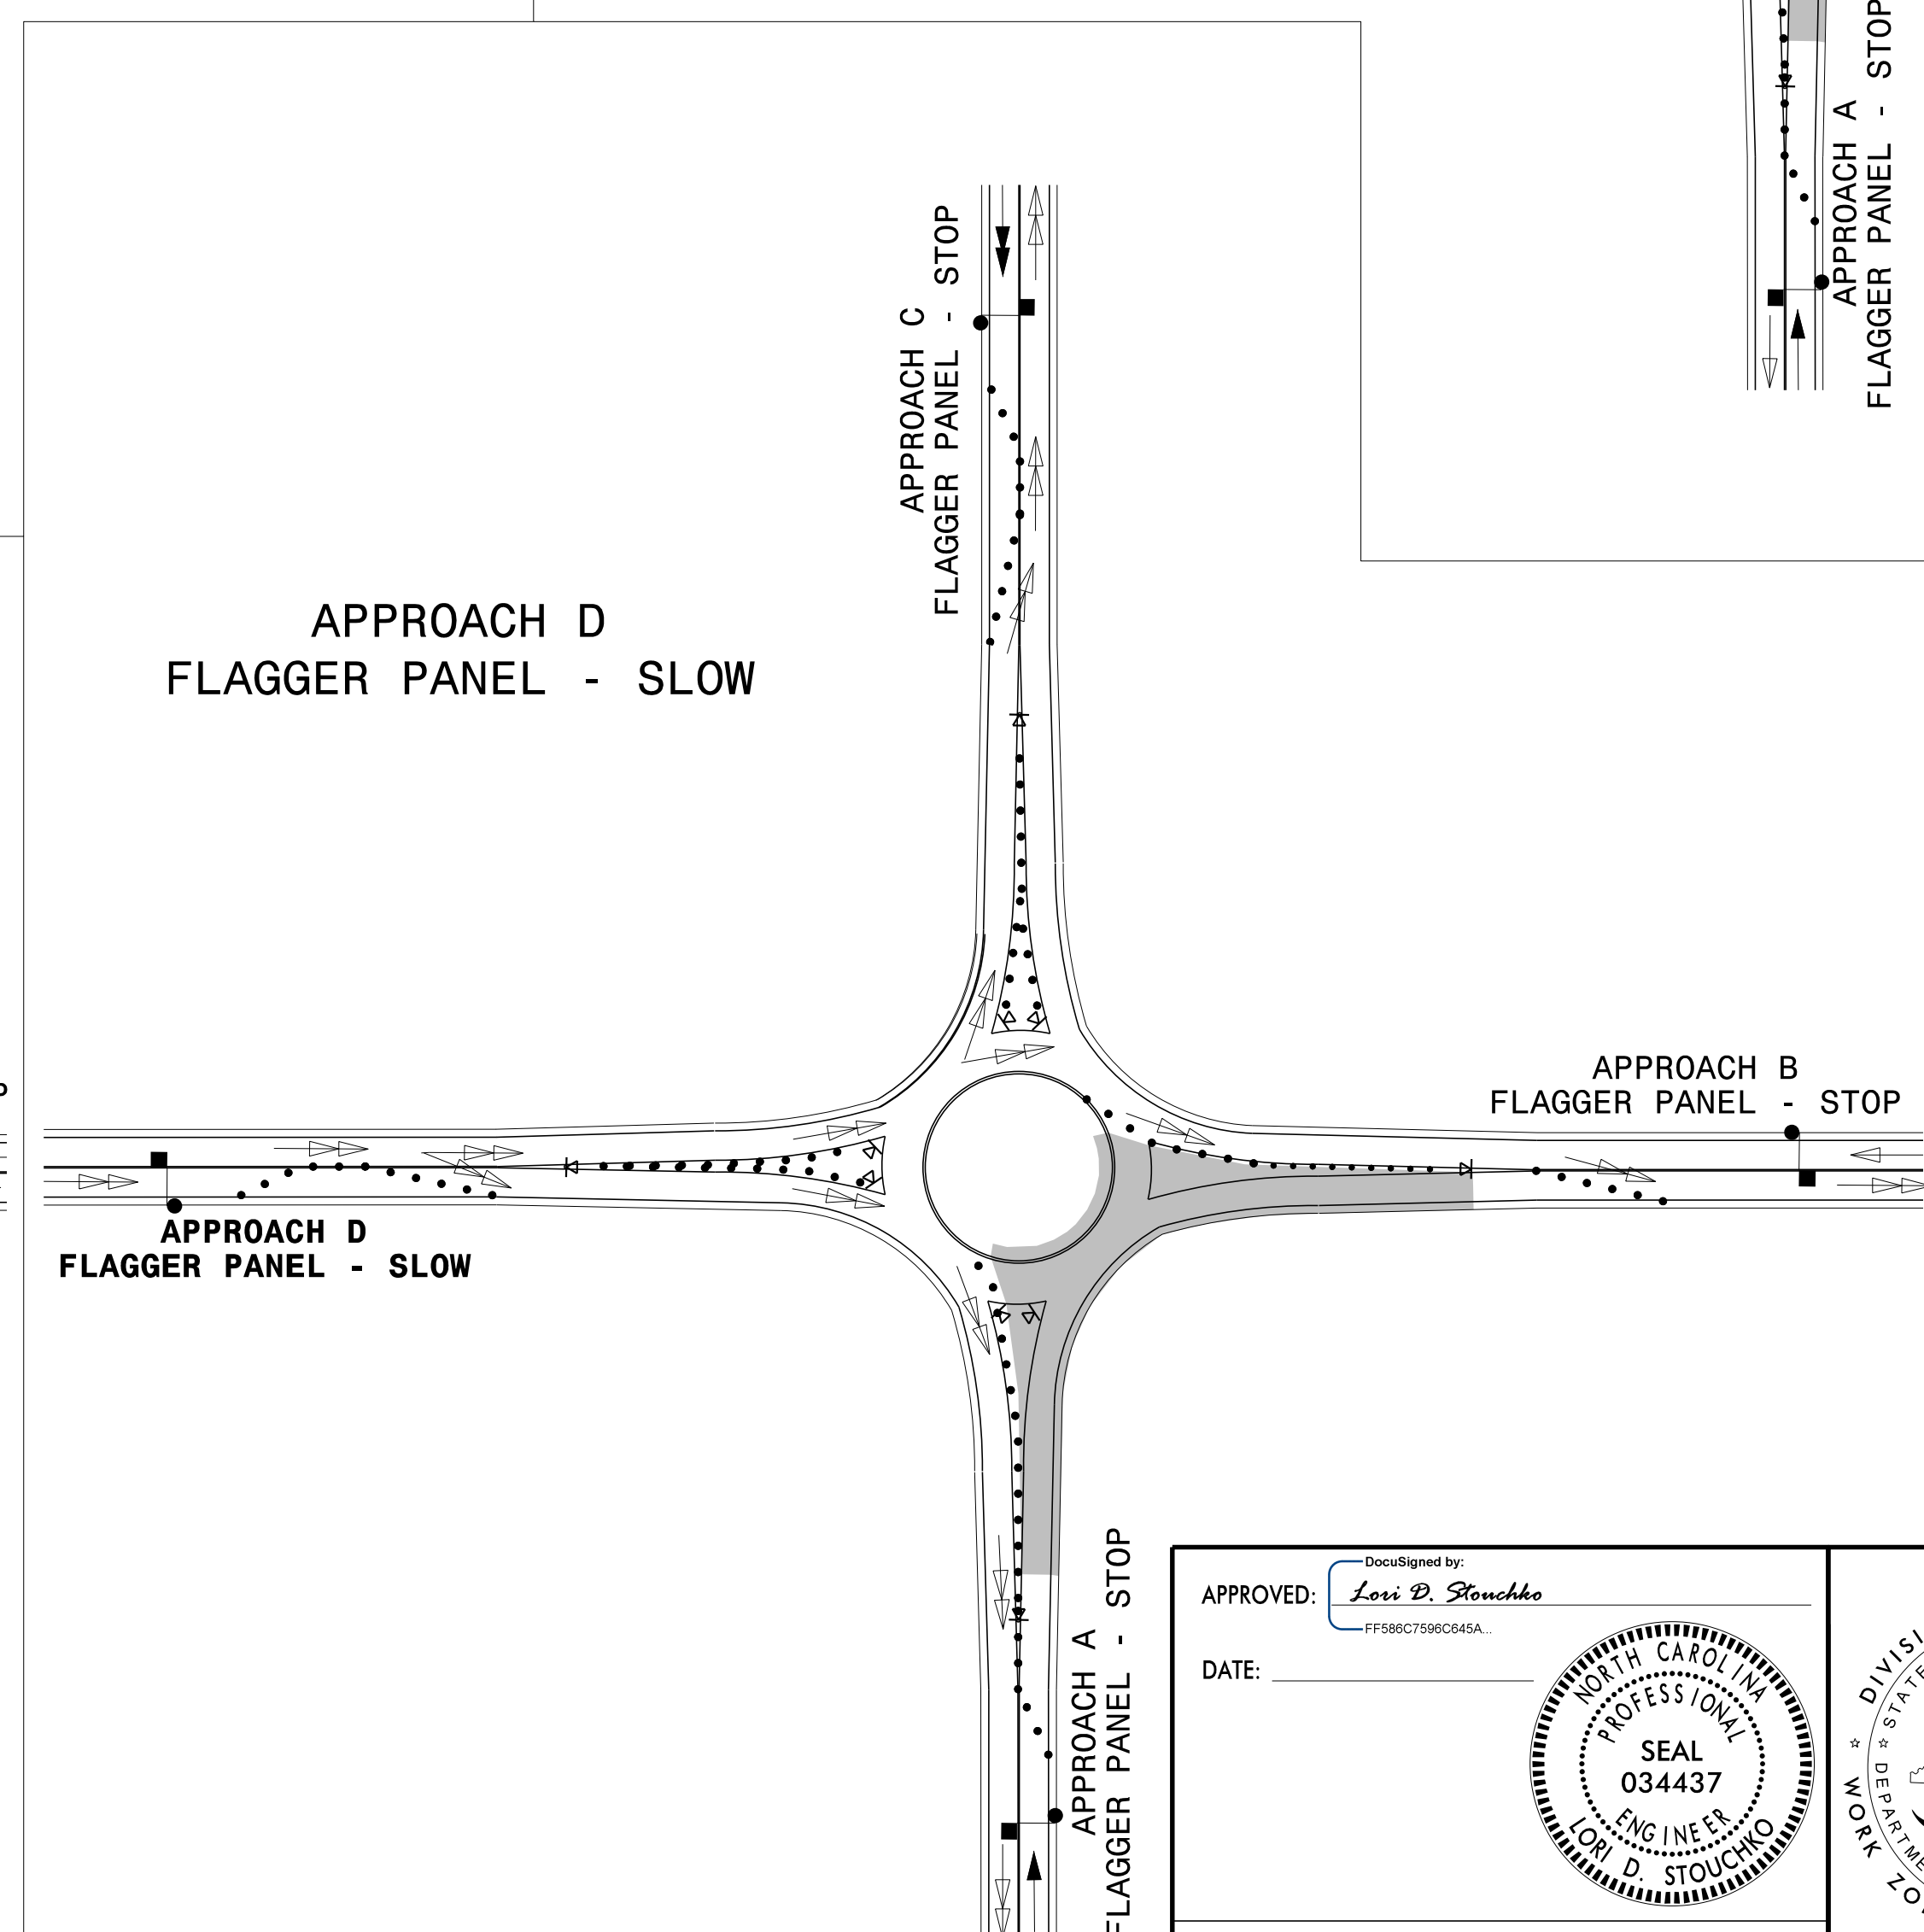 APPROACH A
FLAGGER PANEL - STOP
APPROACH C
FLAGGER PANEL - STOP
APPROACH D
FLAGGER PANEL - SLOW
APPROACH B
FLAGGER PANEL - STOP
APPROACH D
FLAGGER PANEL - SLOW
APPROACH A
FLAGGER PANEL - STOP
DocuSigned by:
APPROVED: Lori D. Stouchko
FF586C7596C645A...
DATE:
NORTH CAROLINA
PROFESSIONAL
SEAL
034437
ENGINEER
LORI D. STOUCHKO
WORK